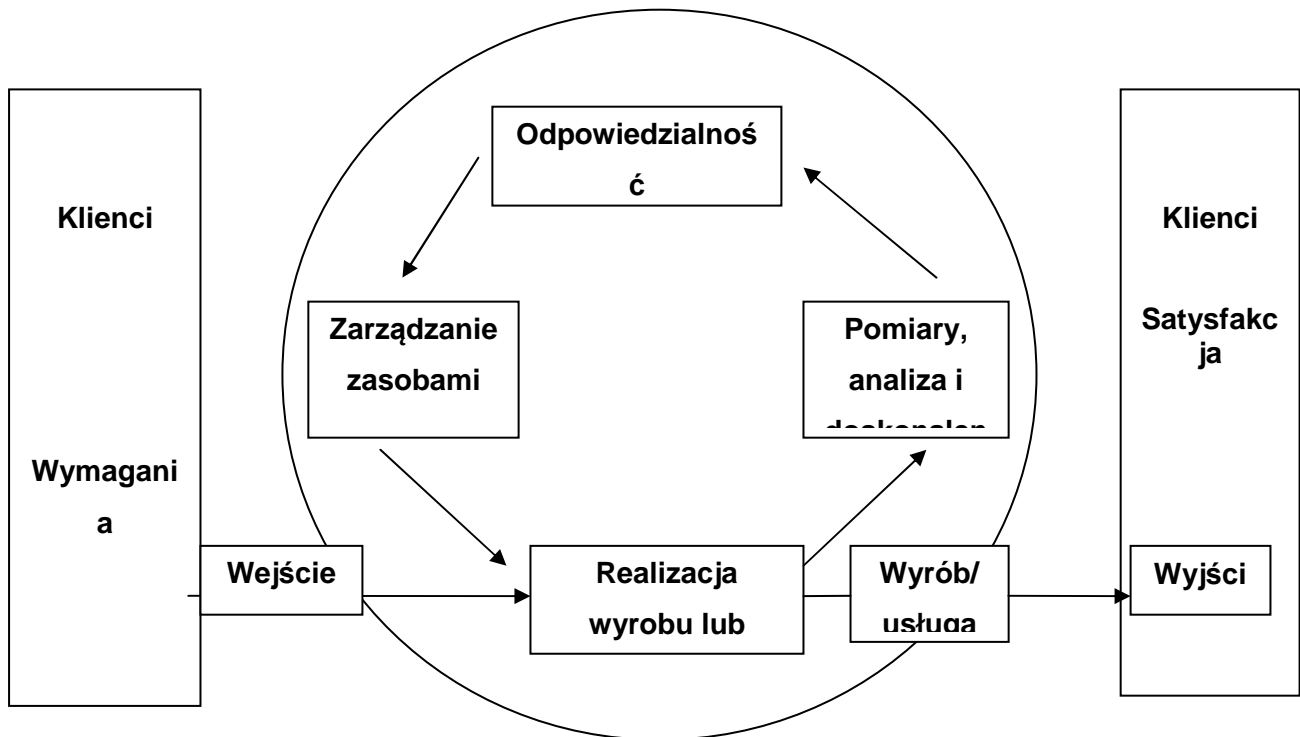 Odpowiedzialnoś
ć
Klienci
Wymagani
a
Zarządzanie
zasobami
Pomiary,
analiza i
Klienci
Satysfakc
ja
Wejście
Realizacja
wyrobu lub
Wyrób/
usługa
Wyjści